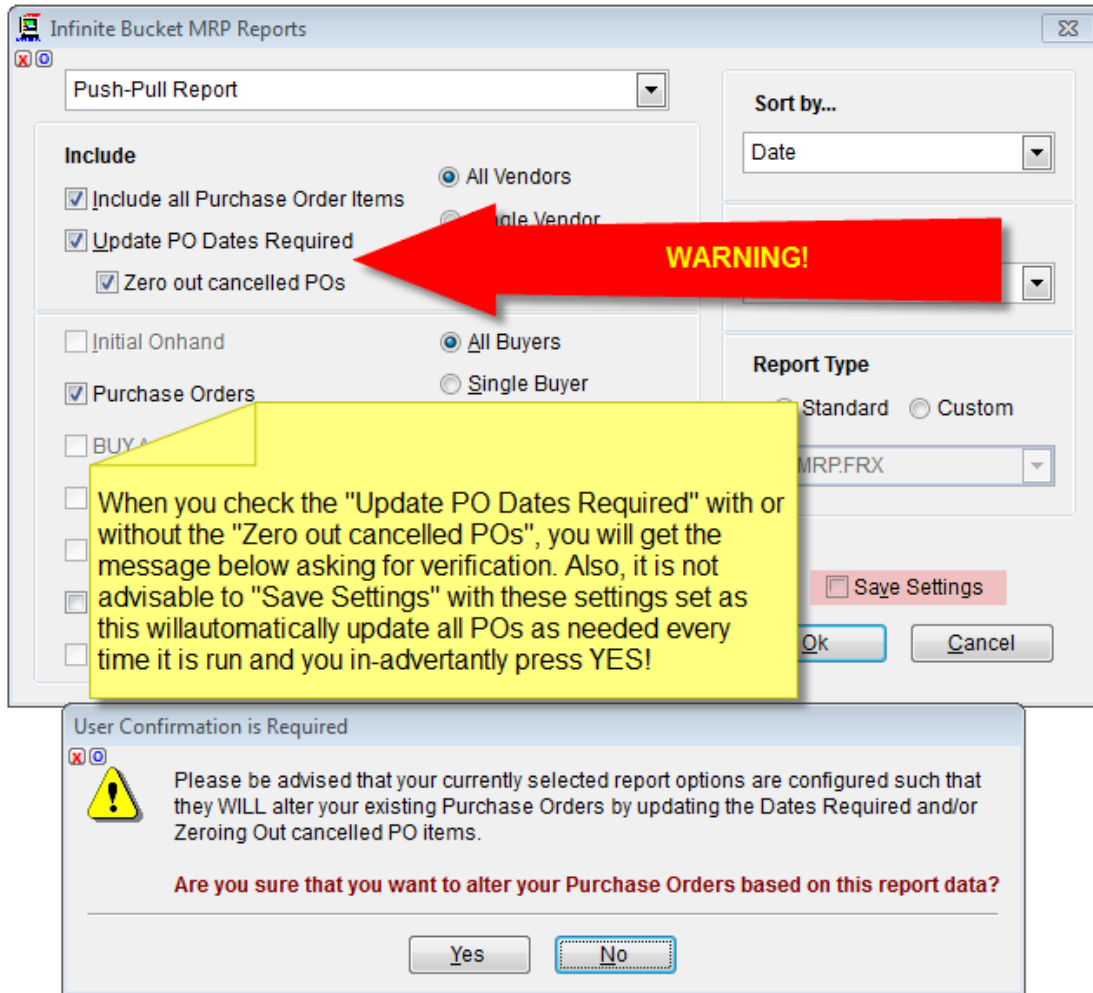 Infinite Bucket MRP Reports
X O
Push-Pull Report
Sort by...
Date
Include
All Vendors
Include all Purchase Order Items
Single Vendor
Update PO Dates Required
WARNING!
Zero out cancelled POs
Initial Onhand
All Buyers
Report Type
Purchase Orders
Single Buyer
Standard
Custom
BUY
MRP.FRX
When you check the "Update PO Dates Required" with or
without the "Zero out cancelled POs", you will get the
message below asking for verification. Also, it is not
advisable to "Save Settings" with these settings set as
this willautomatically update all POs as needed every
time it is run and you in-advertantly press YES!
Save Settings
Ok
Cancel
User Confirmation is Required
X O
Please be advised that your currently selected report options are configured such that
they WILL alter your existing Purchase Orders by updating the Dates Required and/or
Zeroing Out cancelled PO items.
Are you sure that you want to alter your Purchase Orders based on this report data?
Yes
No